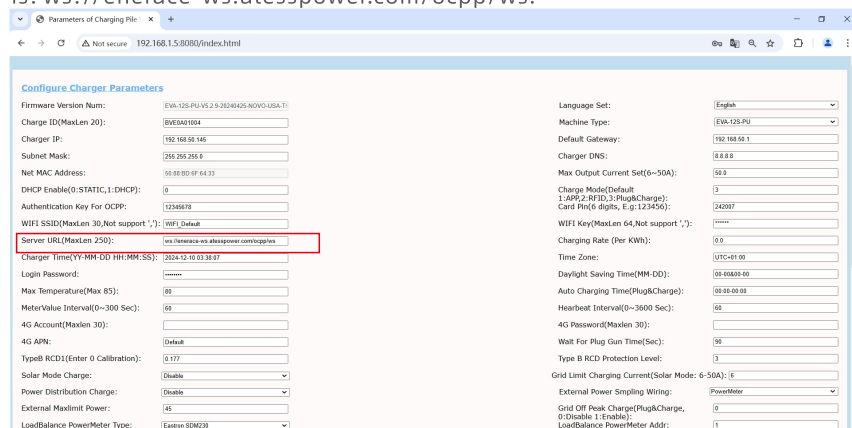 is: ws://enerace-ws.atesspower.com/ocpp/ws.
Parameters of Charging Pile
Not secure 192.168.1.5:8080/index.html
Configure Charger Parameters
Firmware Version Num: EVA-12S-PU-V5.2.9-20240425-NOVO-USA-T: Language Set: English
Charge ID(MaxLen 20): BVE0A01004 Machine Type: EVA-12S-PU
Charger IP: 192.168.50.145 Default Gateway: 192.168.50.1
Subnet Mask: 255.255.255.0 Charger DNS: 8.8.8.8
Net MAC Address: 50:88:BD:6F:64:33 Max Output Current Set(6~50A): 50.0
DHCP Enable(0:STATIC,1:DHCP): 0 Charge Mode(Default
1:APP,2:RFID,3:Plug&Charge): 3
Authentication Key For OCPP: 12345678 Card Pin(6 digits, E.g:123456): 242007
WIFI SSID(MaxLen 30,Not support ','): WIFI_Default WIFI Key(MaxLen 64,Not support ','): ······
Server URL(MaxLen 250): ws://enerace-ws.atesspower.com/ocpp/ws Charging Rate (Per KWh): 0.0
Charger Time(YY-MM-DD HH:MM:SS): 2024-12-10 03:38:07 Time Zone: UTC+01:00
Login Password: ········ Daylight Saving Time(MM-DD): 00-00&00-00
Max Temperature(Max 85): 80 Auto Charging Time(Plug&Charge): 00:00-00:00
MeterValue Interval(0~300 Sec): 60 Hearbeat Interval(0~3600 Sec): 60
4G Account(Maxlen 30): 4G Password(Maxlen 30):
4G APN: Default Wait For Plug Gun Time(Sec): 90
TypeB RCD1(Enter 0 Calibration): 0.177 Type B RCD Protection Level: 3
Solar Mode Charge: Disable Grid Limit Charging Current(Solar Mode: 6-50A): 6
Power Distribution Charge: Disable External Power Smpling Wiring: PowerMeter
External Maxlimit Power: 45 Grid Off Peak Charge(Plug&Charge,
0:Disable 1:Enable): 0
LoadBalance PowerMeter Type: Eastron SDM230 LoadBalance PowerMeter Addr: 1